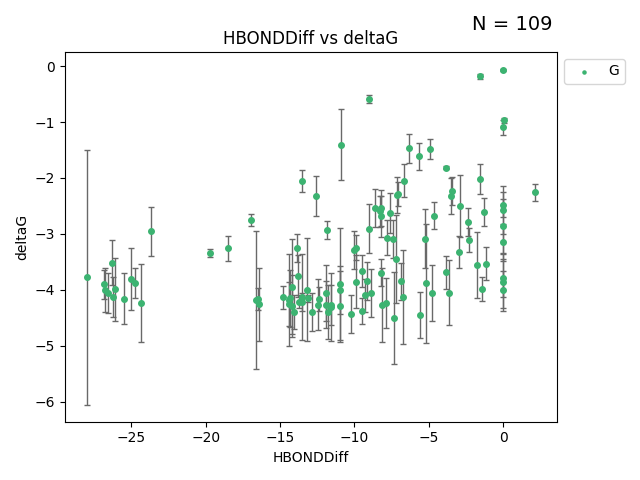 N = 109
HBONDDiff vs deltaG
G
0
−1
−2
−3
−4
−5
−6
deltaG
−25 −20 −15 −10 −5 0
HBONDDiff